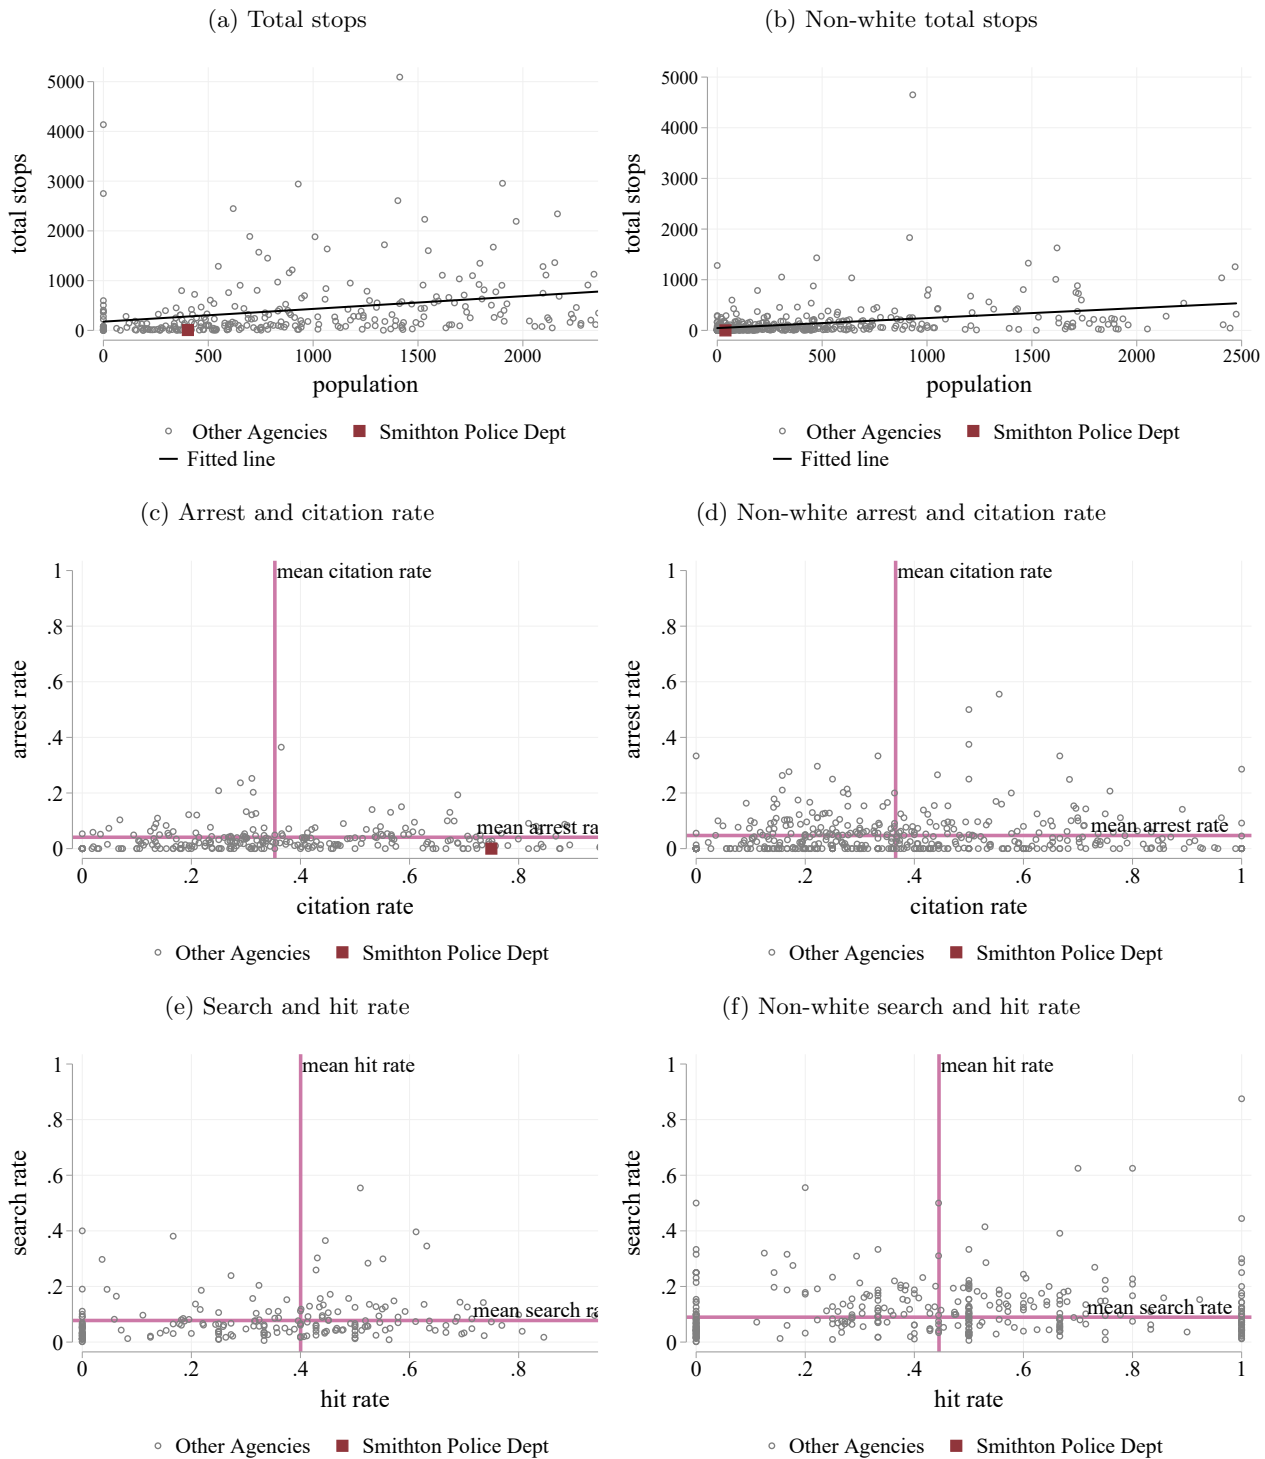 (a) Total stops
(b) Non-white total stops
5000
4000
3000
2000
1000
0
total stops
0 500 1000 1500 2000
population
Other Agencies Smithton Police Dept
Fitted line
5000
4000
3000
2000
1000
0
total stops
0 500 1000 1500 2000 2500
population
Other Agencies Smithton Police Dept
Fitted line
(c) Arrest and citation rate
(d) Non-white arrest and citation rate
mean citation rate
1
.8
.6
.4
.2
0
arrest rate
mean arrest ra
0 .2 .4 .6 .8
citation rate
Other Agencies Smithton Police Dept
mean citation rate
1
.8
.6
.4
.2
0
arrest rate
mean arrest rate
0 .2 .4 .6 .8 1
citation rate
Other Agencies Smithton Police Dept
(e) Search and hit rate
(f) Non-white search and hit rate
mean hit rate
1
.8
.6
.4
.2
0
search rate
mean search ra
0 .2 .4 .6 .8
hit rate
Other Agencies Smithton Police Dept
mean hit rate
1
.8
.6
.4
.2
0
search rate
mean search rate
0 .2 .4 .6 .8 1
hit rate
Other Agencies Smithton Police Dept